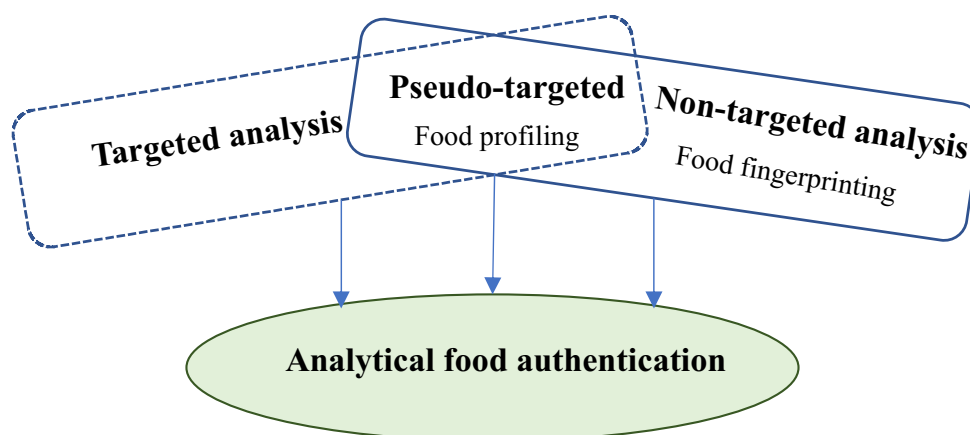 Targeted analysis
Pseudo-targeted
Food profiling
Non-targeted analysis
Food fingerprinting
Analytical food authentication